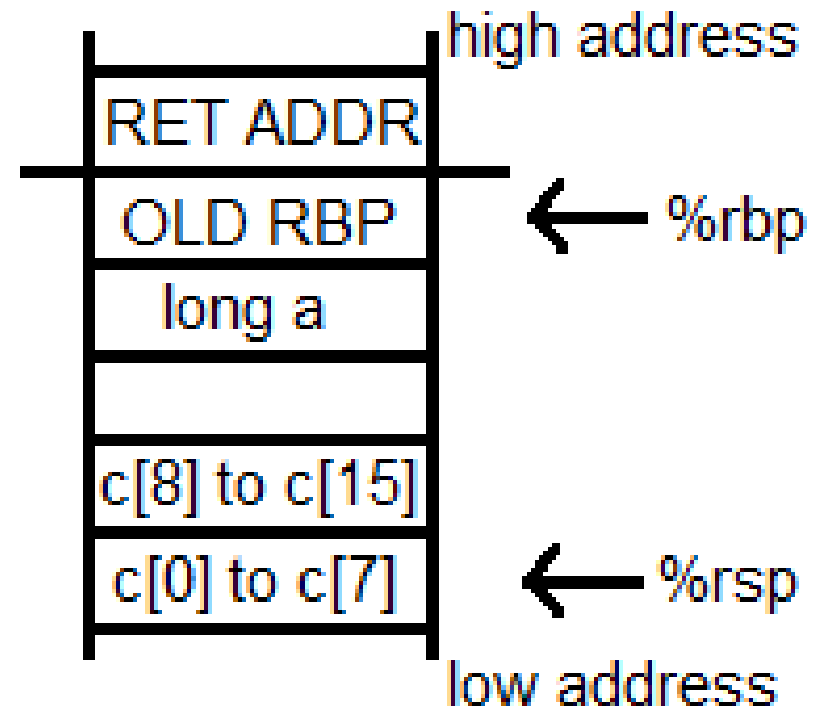 high address
RET ADDR
OLD RBP
%rbp
long a
c[8] to c[15]
c[0] to c[7]
%rsp
low address